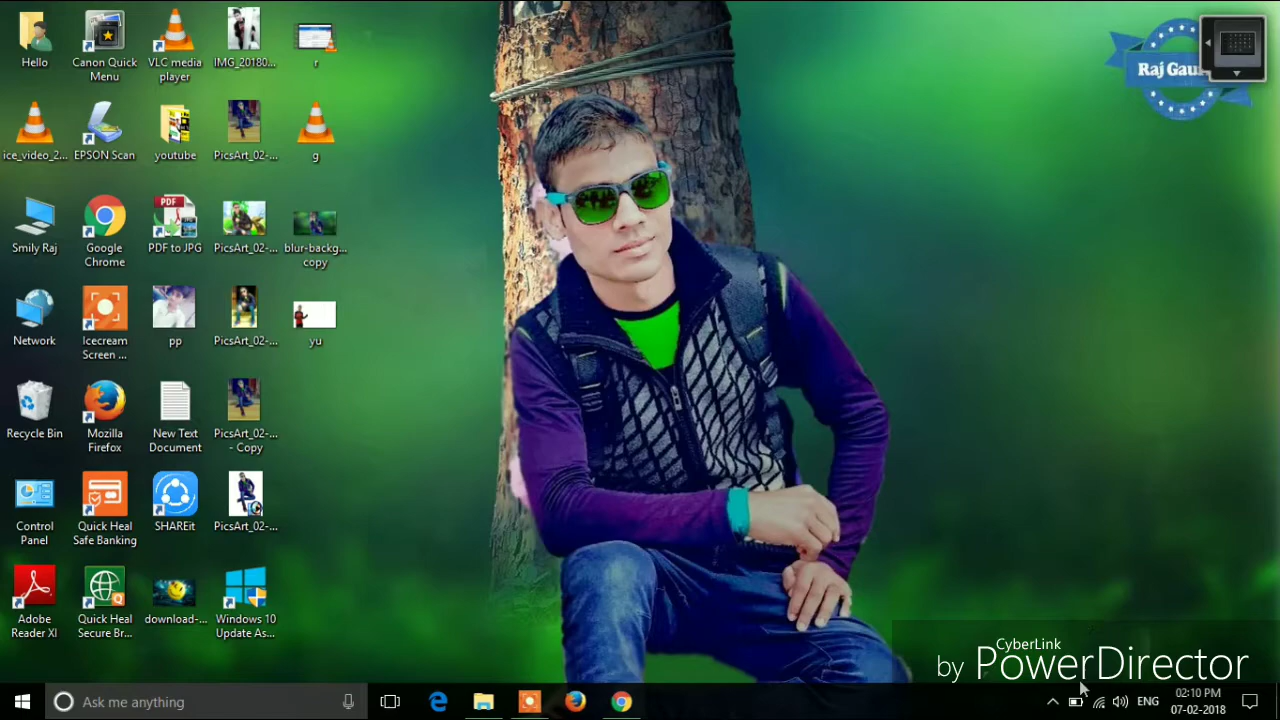 Hello
Canon Quick
Menu
VLC media
player
IMG_20180...
r
ice_video_2...
EPSON Scan
youtube
PicsArt_02-...
g
Smily Raj
Google
Chrome
PDF
PDF to JPG
PicsArt_02-...
blur-backg...
copy
Network
Icecream
Screen ...
pp
PicsArt_02-...
yu
Recycle Bin
Mozilla
Firefox
New Text
Document
PicsArt_02-...
- Copy
Control
Panel
Quick Heal
Safe Banking
SHAREit
PicsArt_02-...
Adobe
Reader XI
Quick Heal
Secure Br...
download-...
Windows 10
Update As...
Raj
CyberLink
by PowerDirector
Ask me anything
ENG
02:10 PM
07-02-2018